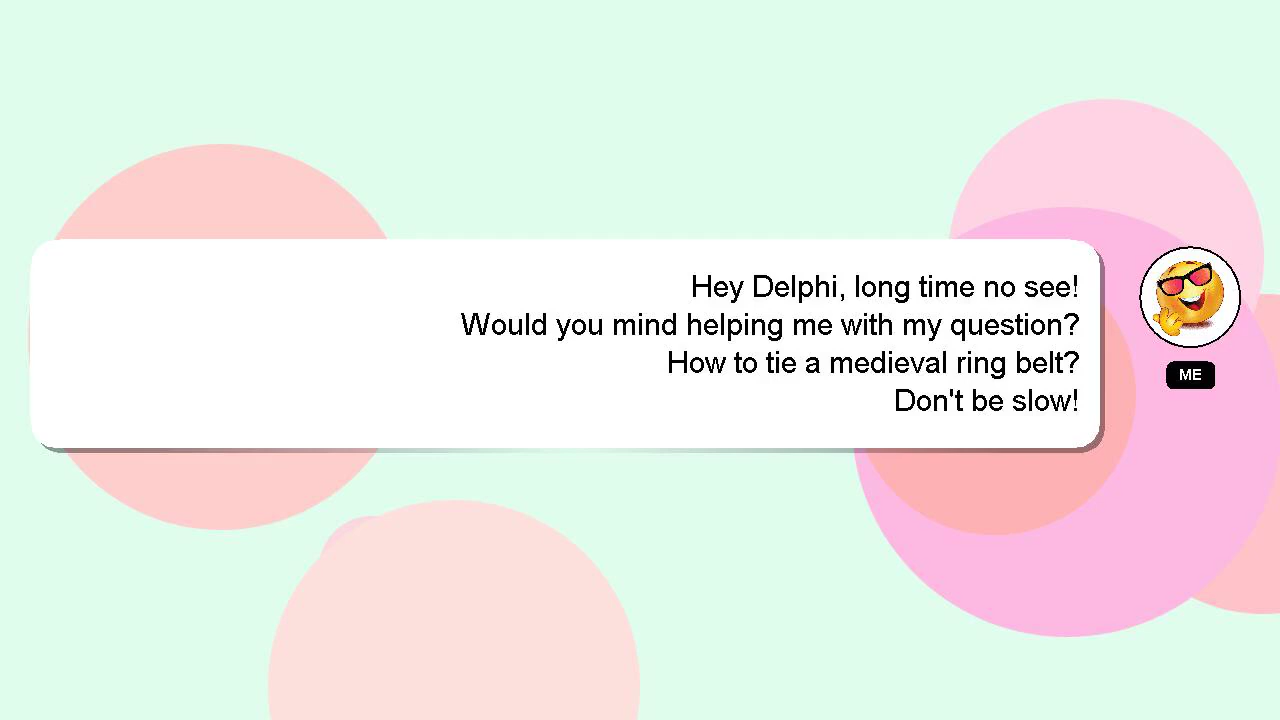 Hey Delphi, long time no see!
Would you mind helping me with my question?
How to tie a medieval ring belt?
Don't be slow!
ME